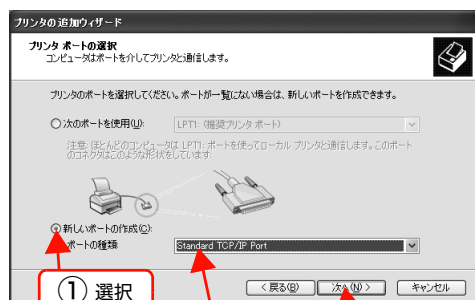 プリンタの追加ウィザード
プリンタ ポートの選択
コンピュータはポートを介してプリンタと通信します。
プリンタのポートを選択してください。ポートが一覧にない場合は、新しいポートを作成できます。
次のポートを使用(U):
LPT1: (推奨プリンタ ポート)
注意: ほとんどのコンピュータは LPT1: ポートを使ってローカル プリンタと通信します。このポート
のコネクタはこのような形状をしています:
新しいポートの作成(C):
ポートの種類:
Standard TCP/IP Port
① 選択
< 戻る(B)
次へ(N) >
キャンセル